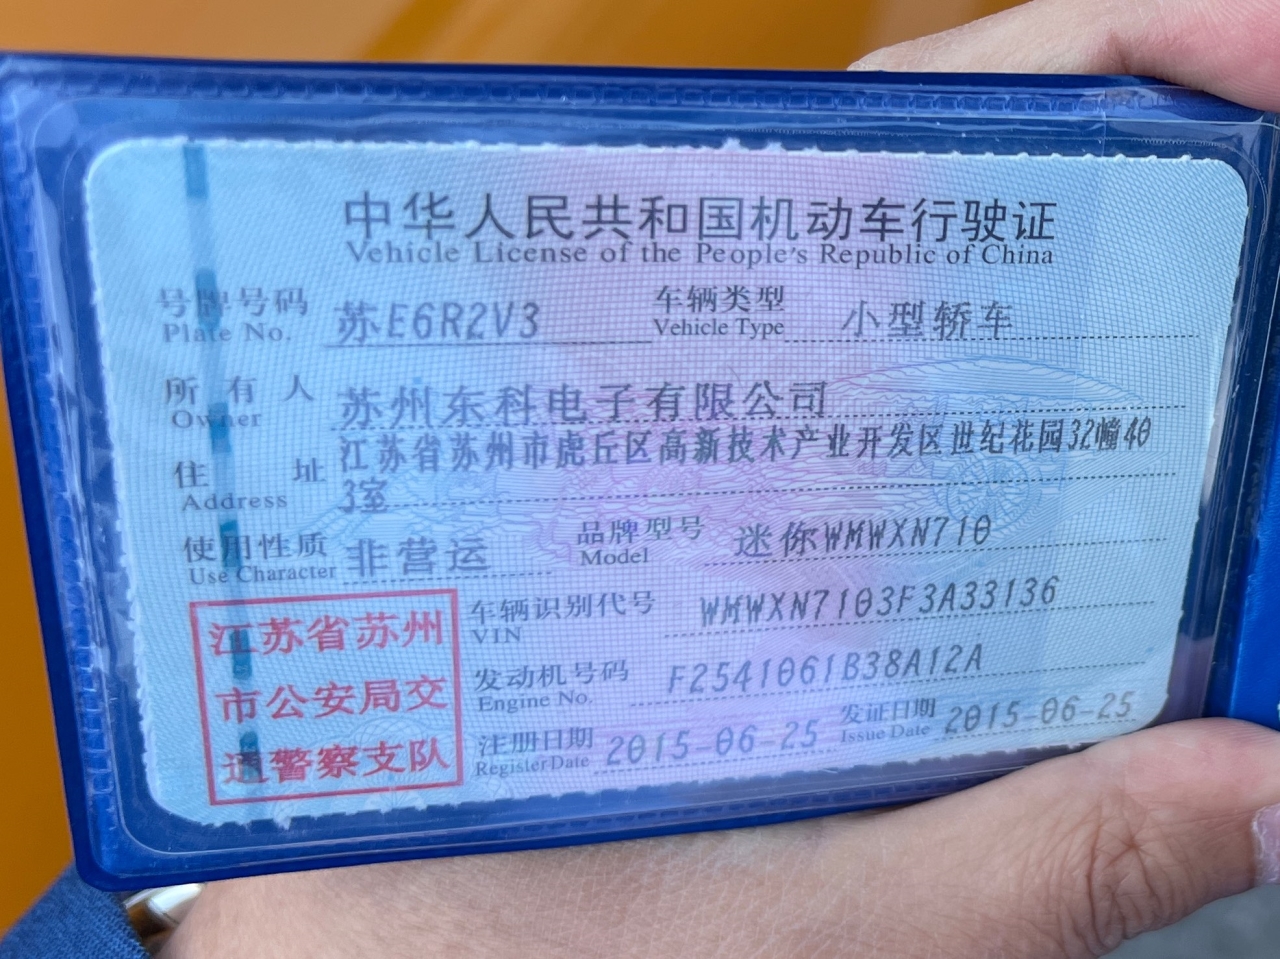 中华人民共和国机动车行驶证
Vehicle License of the People's Republic of China
号牌号码 苏E6R2V3 车辆类型 小型轿车
Plate No. Vehicle Type
所有人 苏州东科电子有限公司
Owner
住址 江苏省苏州市虎丘区高新技术产业开发区世纪花园32幢40
Address 3室
使用性质 非营运 品牌型号 迷你WMWXN710
Use Character Model
车辆识别代号 WMWXN7103F3A33136
VIN
发动机号码 F2541061B38A12A
Engine No.
注册日期 2015-06-25 发证日期 2015-06-25
Register Date Issue Date
江苏省苏州
市公安局交
通警察支队